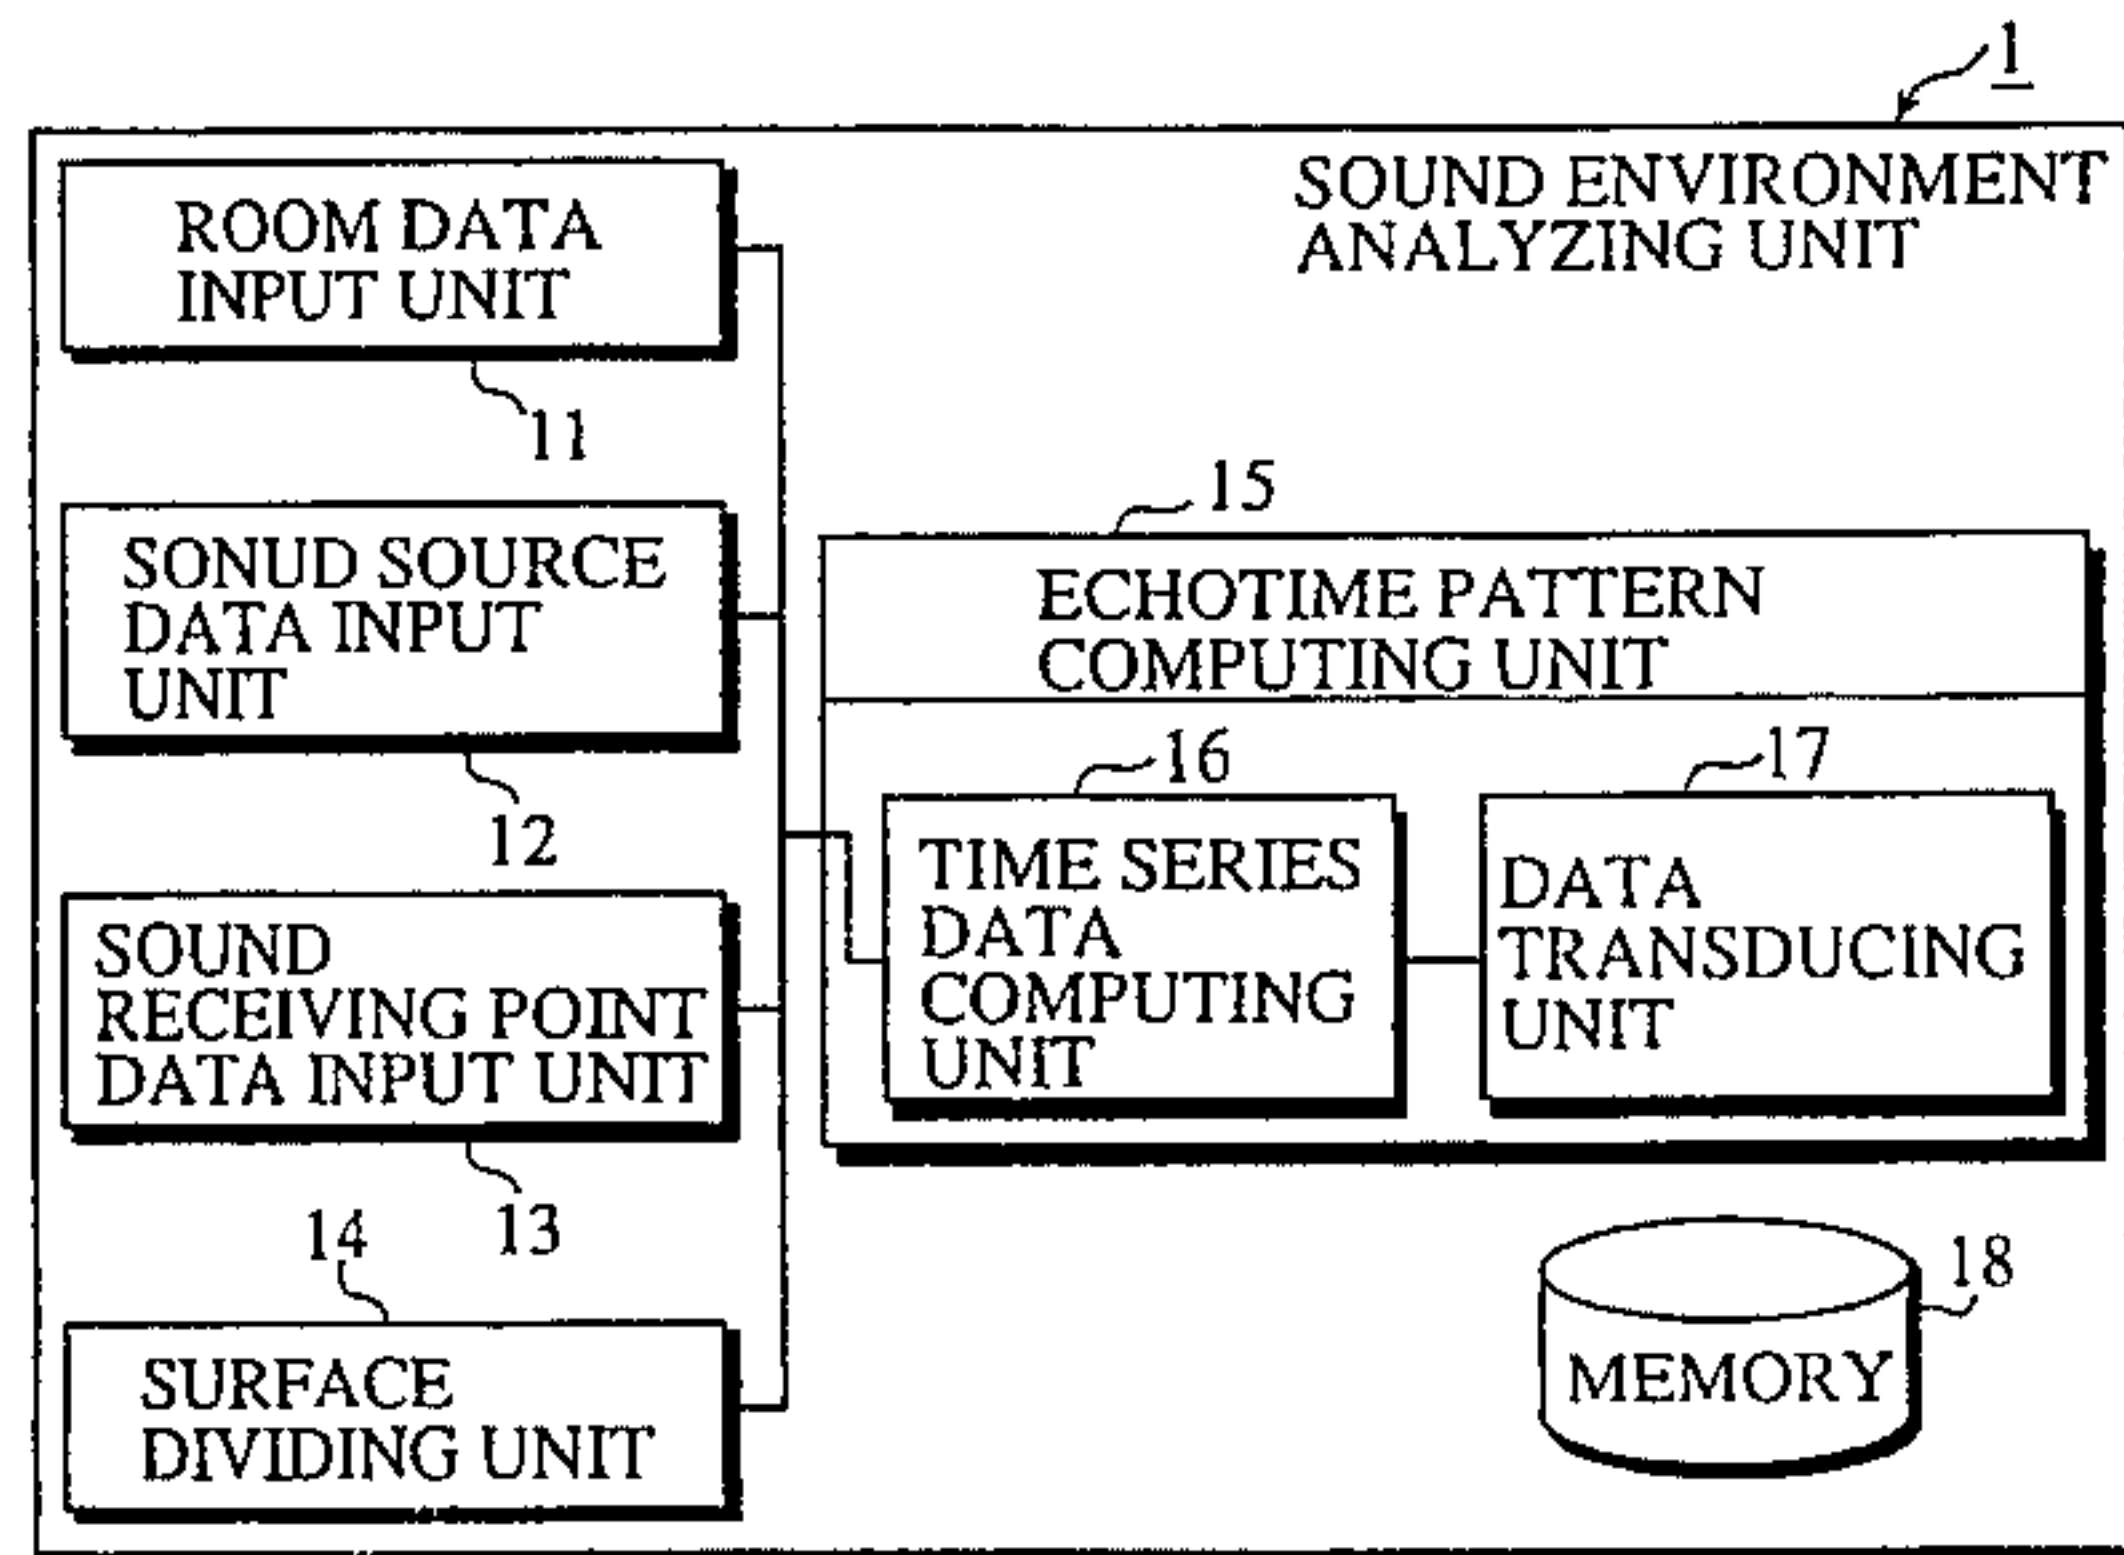 1
SOUND ENVIRONMENT
ANALYZING UNIT
ROOM DATA
INPUT UNIT
11
SONUD SOURCE
DATA INPUT
UNIT
12
SOUND
RECEIVING POINT
DATA INPUT UNIT
13
14
SURFACE
DIVIDING UNIT
15
ECHOTIME PATTERN
COMPUTING UNIT
16
TIME SERIES
DATA
COMPUTING
UNIT
17
DATA
TRANSDUCING
UNIT
18
MEMORY